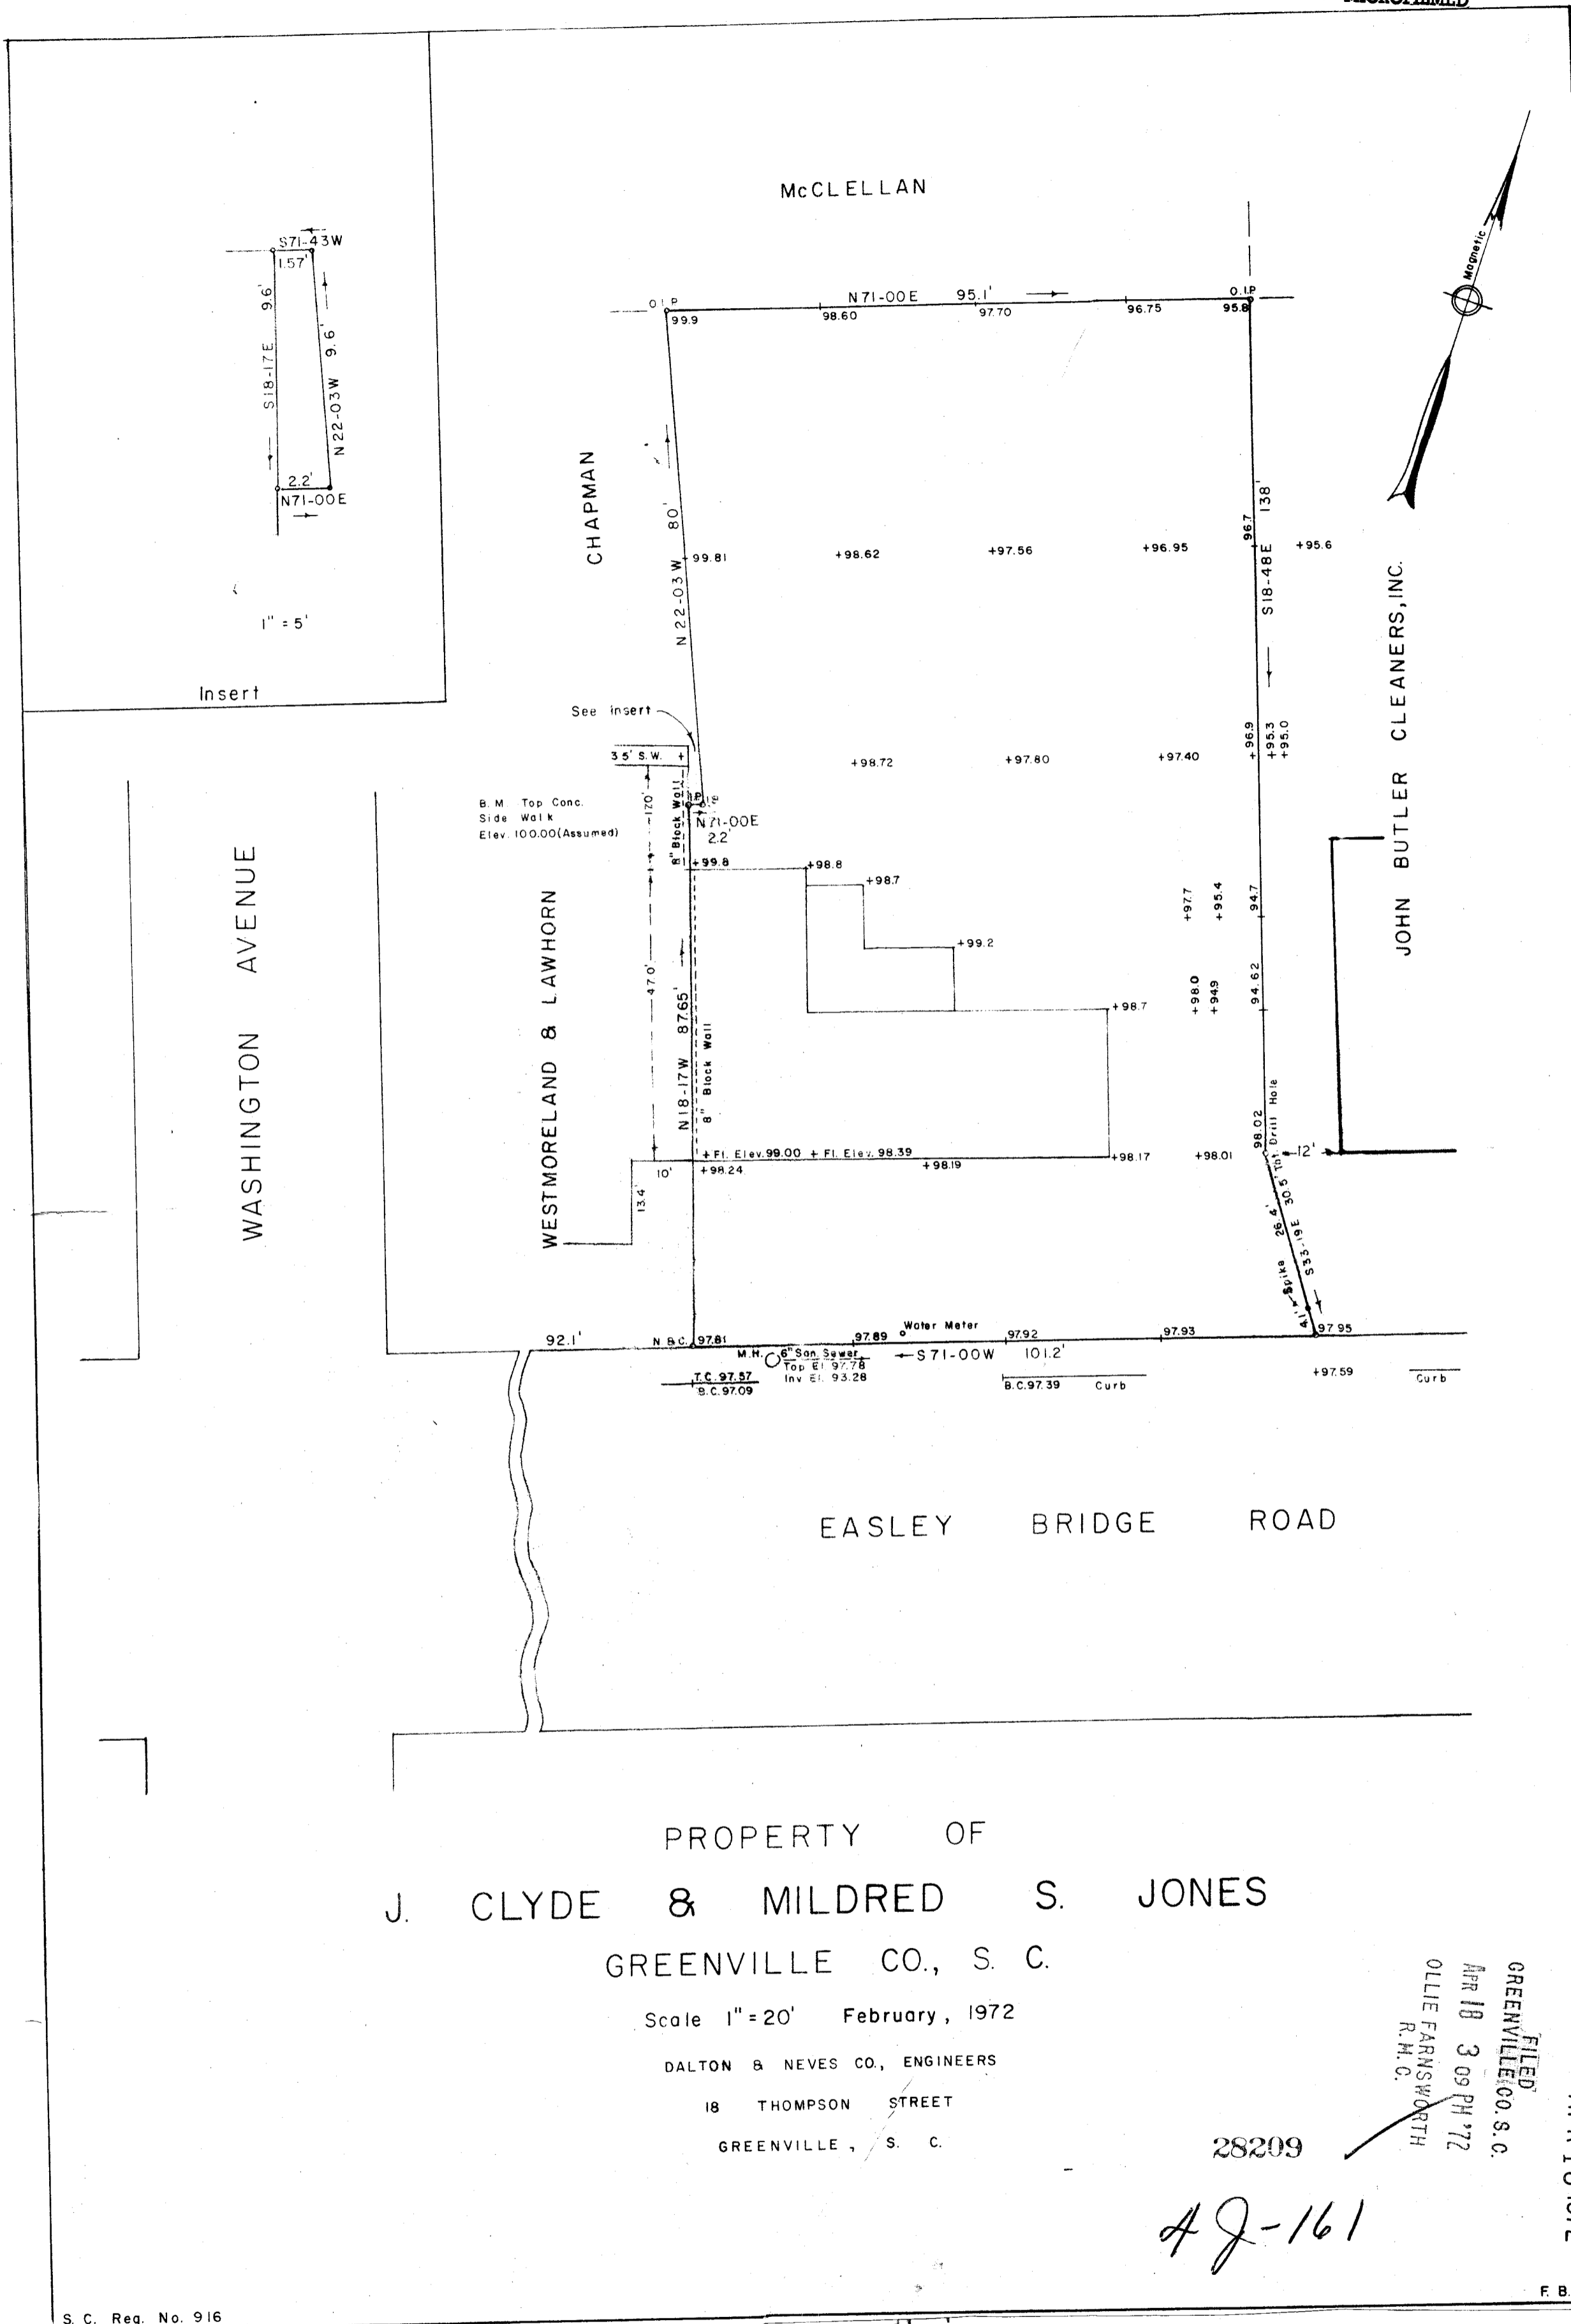 McCLELLAN
S71-43W
1.57'
S18-17E 9.6'
N22-03W 9.6'
2.2'
N71-00E
1" = 5'
Insert
Magnetic
O.I.P
N71-00E 95.1'
O.I.P
99.9
98.60
97.70
96.75
95.8
CHAPMAN
N22-03W 80'
+99.81
+98.62
+97.56
+96.95
96.7
S18-48E 138'
+95.6
JOHN BUTLER CLEANERS, INC.
See insert
3.5' S.W. +
+98.72
+97.80
+97.40
+96.9
+95.3
+95.0
B.M. Top Conc.
Side Walk
Elev. 100.00(Assumed)
17.0'
8" Block Wall
N71-00E
2.2'
+99.8
+98.8
+98.7
+99.2
+98.7
+97.7
+95.4
94.7
+98.0
+94.9
94.62
WASHINGTON AVENUE
WESTMORELAND & LAWHORN
47.0'
N18-17W 87.65'
8" Block Wall
+ Fl. Elev. 99.00 + Fl. Elev. 98.39
+98.24
+98.19
+98.17
+98.01
98.02
Drill Hole
12'
10'
13.4'
26.4'
30.5' Tot.
S33-19E
Spike
4.1'
92.1'
N.&C.
97.81
97.89
Water Meter
97.92
97.93
97.95
M.H.
6" San. Sewer
Top El. 97.78
Inv El. 93.28
S71-00W 101.2'
T.C. 97.57
B.C. 97.09
B.C. 97.39 Curb
+97.59
Curb
EASLEY BRIDGE ROAD
PROPERTY OF
J. CLYDE & MILDRED S. JONES
GREENVILLE CO., S. C.
Scale 1"=20' February, 1972
DALTON & NEVES CO., ENGINEERS
18 THOMPSON STREET
GREENVILLE, S. C.
FILED
GREENVILLE CO. S. C.
APR 18 3 09 PM '72
OLLIE FARNSWORTH
R.M.C.
28209
4 J-161
F. B.
S. C. Reg. No. 916